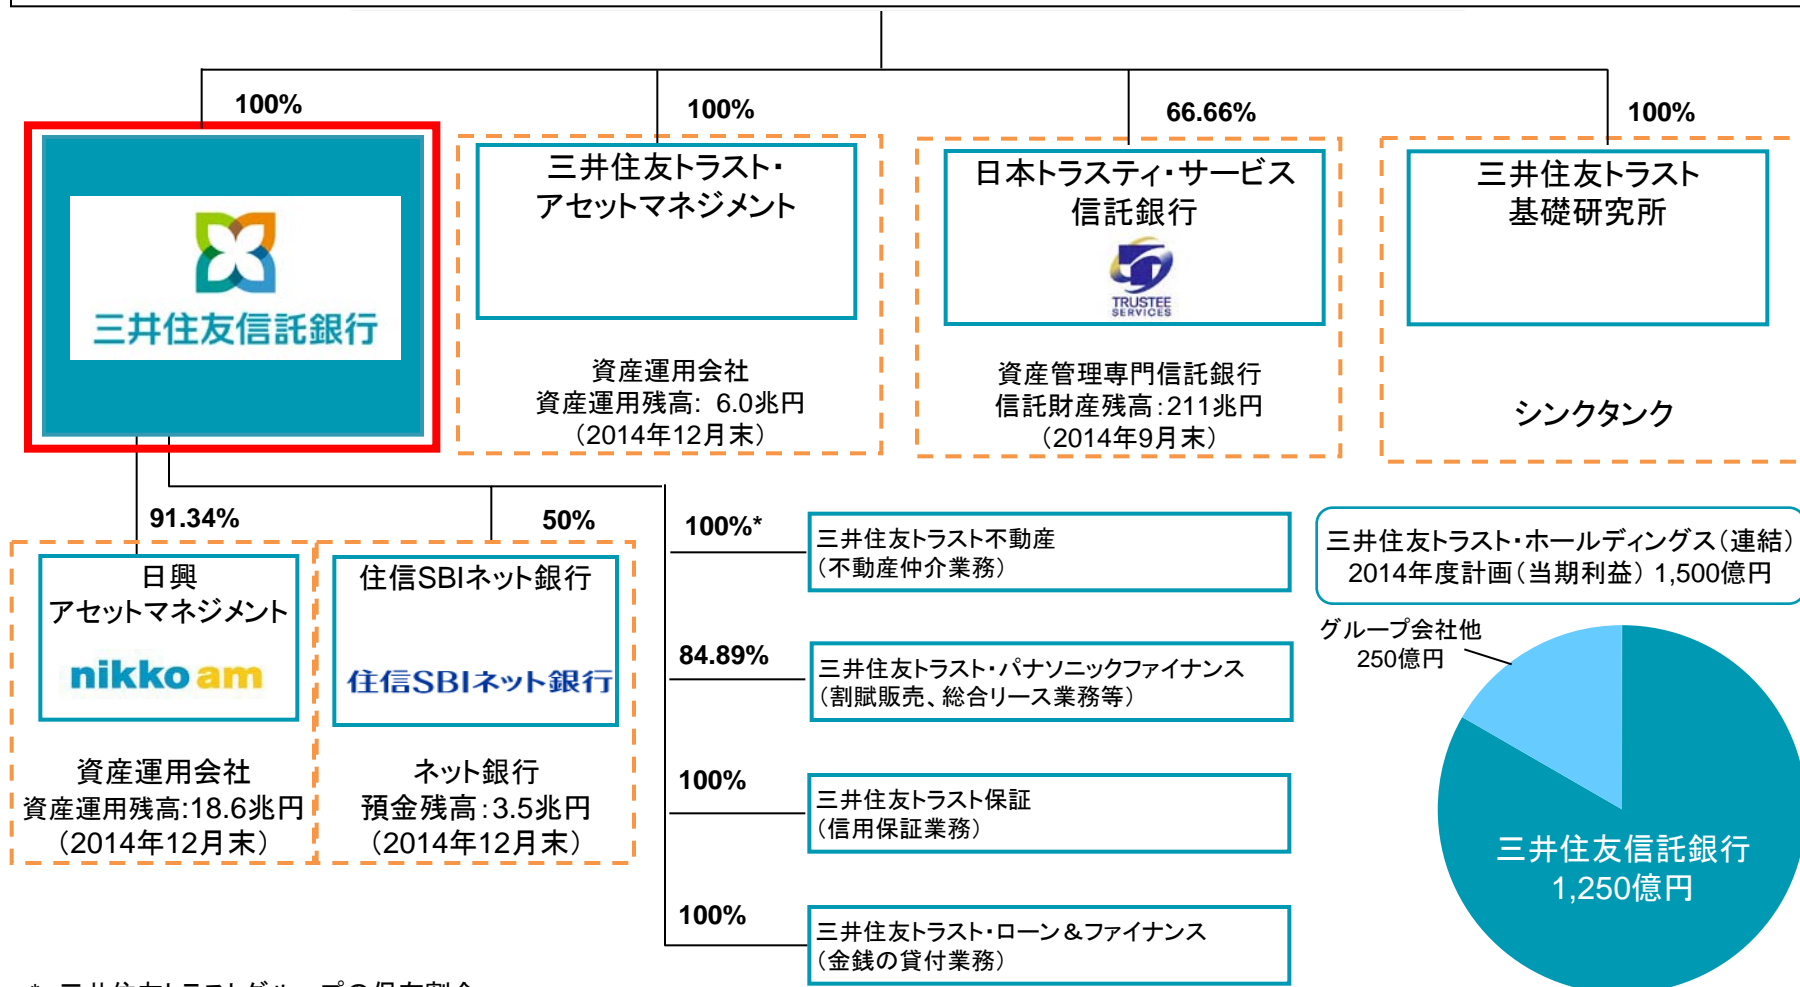 100%
100%
66.66%
100%
三井住友信託銀行
三井住友トラスト・
アセットマネジメント
資産運用会社
資産運用残高: 6.0兆円
（2014年12月末）
日本トラスティ・サービス
信託銀行
TRUSTEE
SERVICES
資産管理専門信託銀行
信託財産残高：211兆円
（2014年9月末）
三井住友トラスト
基礎研究所
シンクタンク
91.34%
日興
アセットマネジメント
nikko am
資産運用会社
資産運用残高:18.6兆円
（2014年12月末）
50%
住信SBIネット銀行
住信SBIネット銀行
ネット銀行
預金残高：3.5兆円
（2014年12月末）
100%*
三井住友トラスト不動産
（不動産仲介業務）
84.89%
三井住友トラスト・パナソニックファイナンス
（割賦販売、総合リース業務等）
100%
三井住友トラスト保証
（信用保証業務）
100%
三井住友トラスト・ローン＆ファイナンス
（金銭の貸付業務）
三井住友トラスト・ホールディングス（連結）
2014年度計画（当期利益） 1,500億円
グループ会社他
250億円
三井住友信託銀行
1,250億円
* 三井住友トラストグループの保有割合